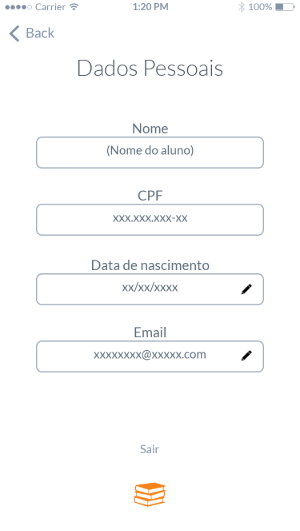 Carrier 1:20 PM 100%
Back
Dados Pessoais
Nome
(Nome do aluno)
CPF
xxx.xxx.xxx-xx
Data de nascimento
xx/xx/xxxx
Email
xxxxxxxx@xxxxx.com
Sair